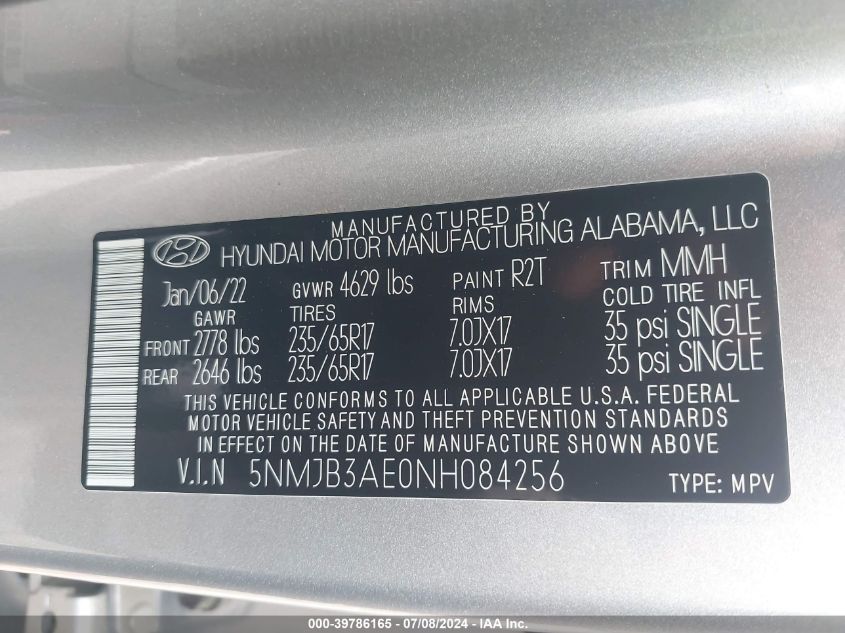 MANUFACTURED BY
HYUNDAI MOTOR MANUFACTURING ALABAMA, LLC
Jan/06/22 GVWR 4629 lbs PAINT R2T TRIM MMH
GAWR TIRES RIMS COLD TIRE INFL
FRONT 2778 lbs 235/65R17 7.0JX17 35 psi SINGLE
REAR 2646 lbs 235/65R17 7.0JX17 35 psi SINGLE
THIS VEHICLE CONFORMS TO ALL APPLICABLE U.S.A. FEDERAL
MOTOR VEHICLE SAFETY AND THEFT PREVENTION STANDARDS
IN EFFECT ON THE DATE OF MANUFACTURE SHOWN ABOVE
V.I.N 5NMJB3AE0NH084256 TYPE: MPV
000-39786165 - 07/08/2024 - IAA Inc.